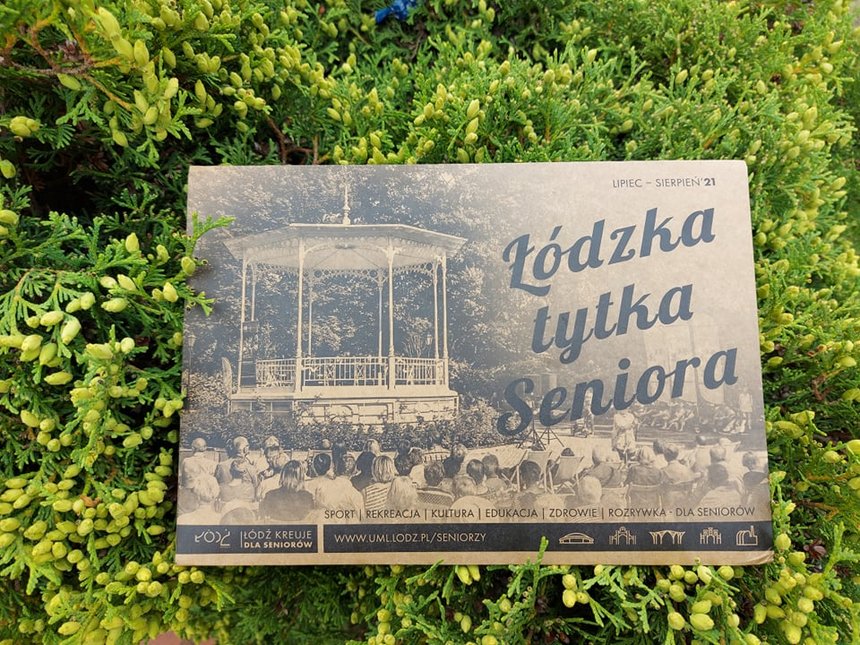 LIPIEC – SIERPIEŃ'21
Łódzka
tytka
Seniora
SPORT | REKREACJA | KULTURA | EDUKACJA | ZDROWIE | ROZRYWKA - DLA SENIORÓW
ŁÓDŹ
ŁÓDŹ KREUJE
DLA SENIORÓW
WWW.UML.LODZ.PL/SENIORZY